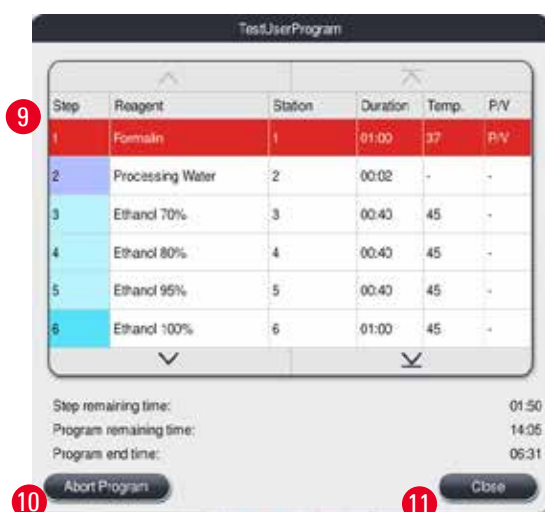 TestUserProgram
Step Reagent Station Duration Temp. P/V
9
1 Formalin 1 01:00 37 P/V
2 Processing Water 2 00:02 - -
3 Ethanol 70% 3 00:40 45 -
4 Ethanol 80% 4 00:40 45 -
5 Ethanol 95% 5 00:40 45 -
6 Ethanol 100% 6 01:00 45 -
Step remaining time: 01:50
Program remaining time: 14:05
Program end time: 06:31
10 Abort Program 11 Close